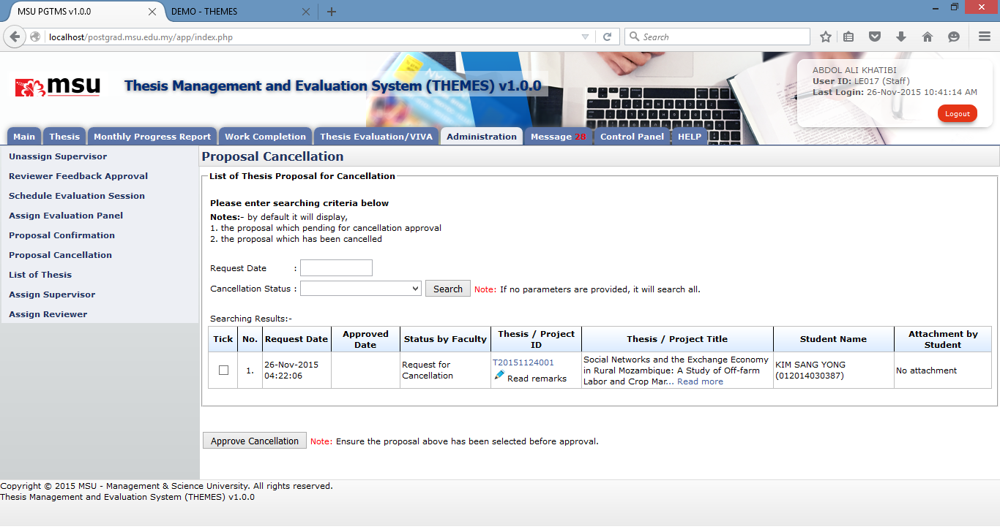 MSU PGTMS v1.0.0
DEMO - THEMES
localhost/postgrad.msu.edu.my/app/index.php
Search
msu
Thesis Management and Evaluation System (THEMES) v1.0.0
ABDOL ALI KHATIBI
User ID: LE017 (Staff)
Last Login: 26-Nov-2015 10:41:14 AM
Logout
Main
Thesis
Monthly Progress Report
Work Completion
Thesis Evaluation/VIVA
Administration
Message 28
Control Panel
HELP
Unassign Supervisor
Reviewer Feedback Approval
Schedule Evaluation Session
Assign Evaluation Panel
Proposal Confirmation
Proposal Cancellation
List of Thesis
Assign Supervisor
Assign Reviewer
Proposal Cancellation
List of Thesis Proposal for Cancellation
Please enter searching criteria below
Notes:- by default it will display,
1. the proposal which pending for cancellation approval
2. the proposal which has been cancelled
Request Date :
Cancellation Status :
Search
Note: If no parameters are provided, it will search all.
Searching Results:-
Tick
No.
Request Date
Approved
Date
Status by Faculty
Thesis / Project
ID
Thesis / Project Title
Student Name
Attachment by
Student
1.
26-Nov-2015
04:22:06
Request for
Cancellation
T20151124001
Read remarks
Social Networks and the Exchange Economy
in Rural Mozambique: A Study of Off-farm
Labor and Crop Mar... Read more
KIM SANG YONG
(012014030387)
No attachment
Approve Cancellation
Note: Ensure the proposal above has been selected before approval.
Copyright © 2015 MSU - Management & Science University. All rights reserved.
Thesis Management and Evaluation System (THEMES) v1.0.0